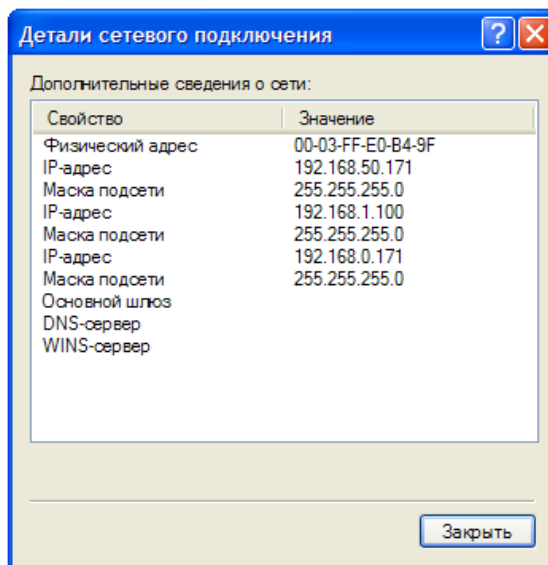 Детали сетевого подключения
Дополнительные сведения о сети:
Свойство Значение
Физический адрес 00-03-FF-E0-B4-9F
IP-адрес 192.168.50.171
Маска подсети 255.255.255.0
IP-адрес 192.168.1.100
Маска подсети 255.255.255.0
IP-адрес 192.168.0.171
Маска подсети 255.255.255.0
Основной шлюз
DNS-сервер
WINS-сервер
Закрыть